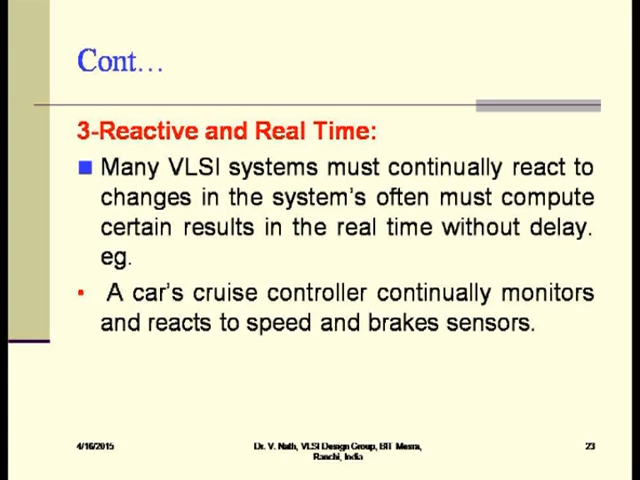 Cont…
3-Reactive and Real Time:
Many VLSI systems must continually react to
changes in the system's often must compute
certain results in the real time without delay.
eg.
• A car's cruise controller continually monitors
and reacts to speed and brakes sensors.
4/16/2015
Dr. V. Nath, VLSI Design Group, BIT Mesra,
Ranchi, India
23